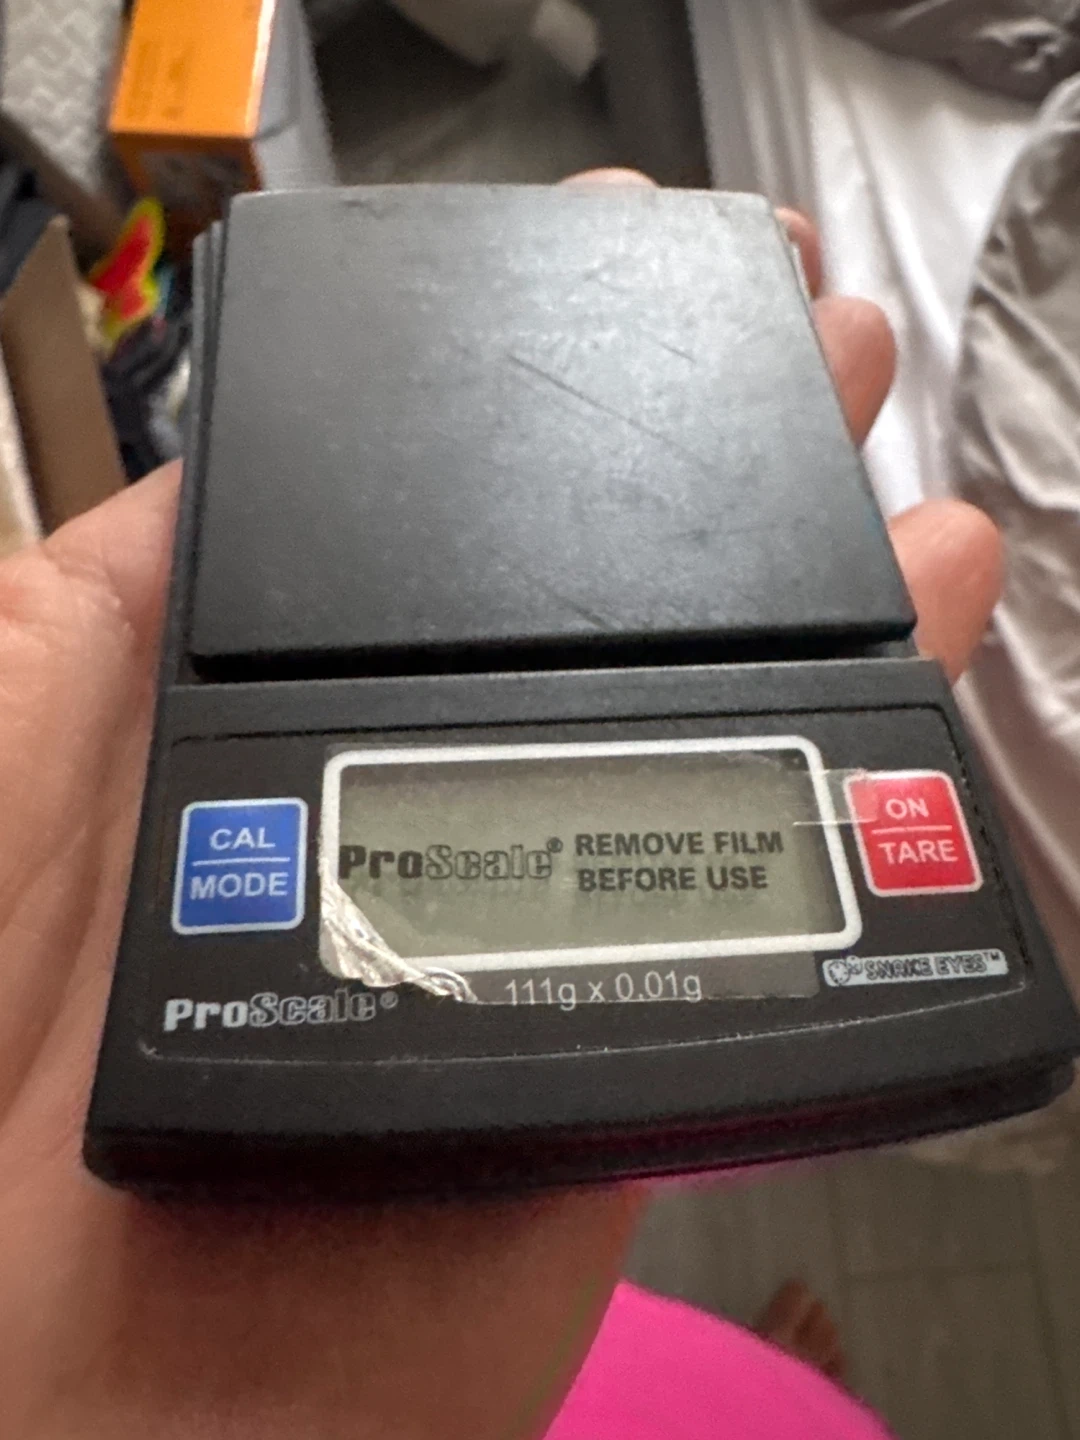 CAL
MODE
ProScale® REMOVE FILM
BEFORE USE
ON
TARE
SNAKE EYES™
ProScale®
111g x 0.01g